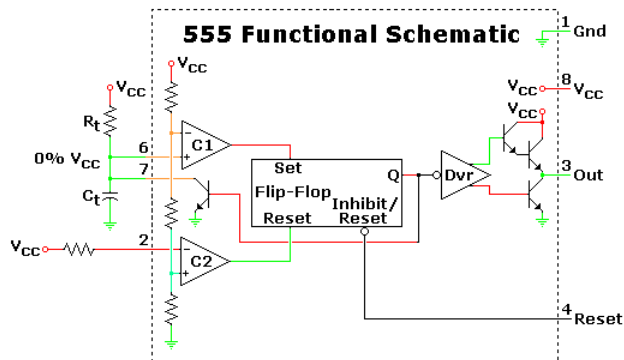 555 Functional Schematic
1
Gnd
VCC
VCC
VCC
8
VCC
VCC
Rt
6
0% VCC
7
Ct
-
+
C1
Set
Flip-Flop
Q
Inhibit/
Reset
Reset
Dvr
3
Out
VCC
2
-
+
C2
4
Reset